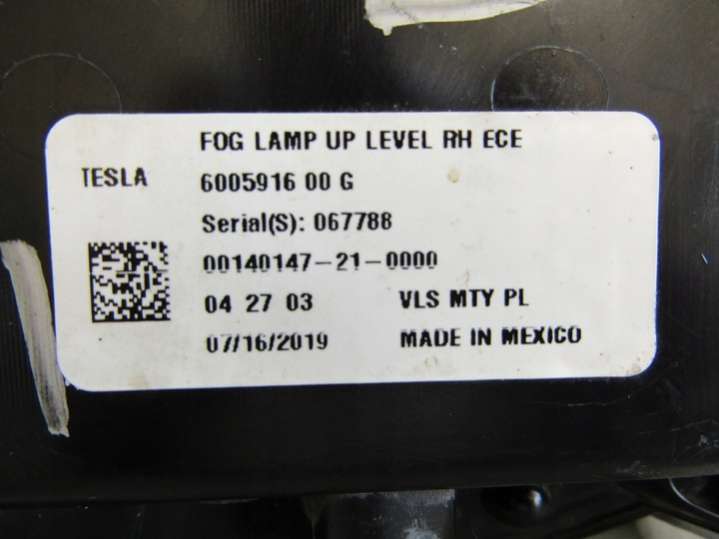 FOG LAMP UP LEVEL RH ECE
TESLA 6005916 00 G
Serial(S): 067788
00140147-21-0000
04 27 03 VLS MTY PL
07/16/2019 MADE IN MEXICO